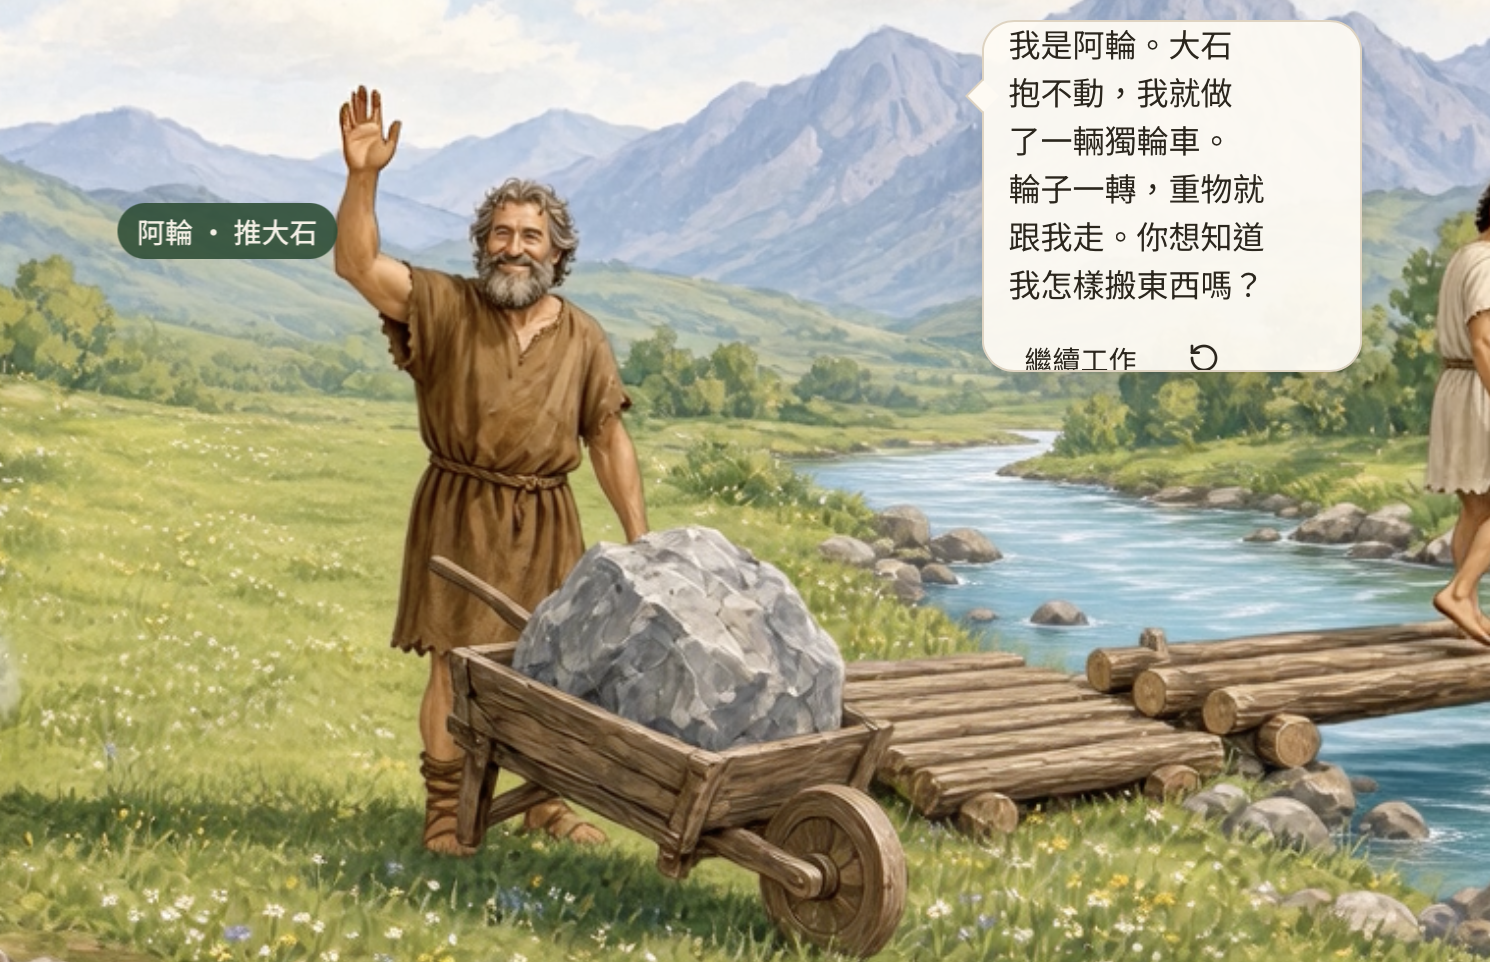 阿輪 · 推大石
我是阿輪。大石
抱不動，我就做
了一輛獨輪車。
輪子一轉，重物就
跟我走。你想知道
我怎樣搬東西嗎？
繼續工作